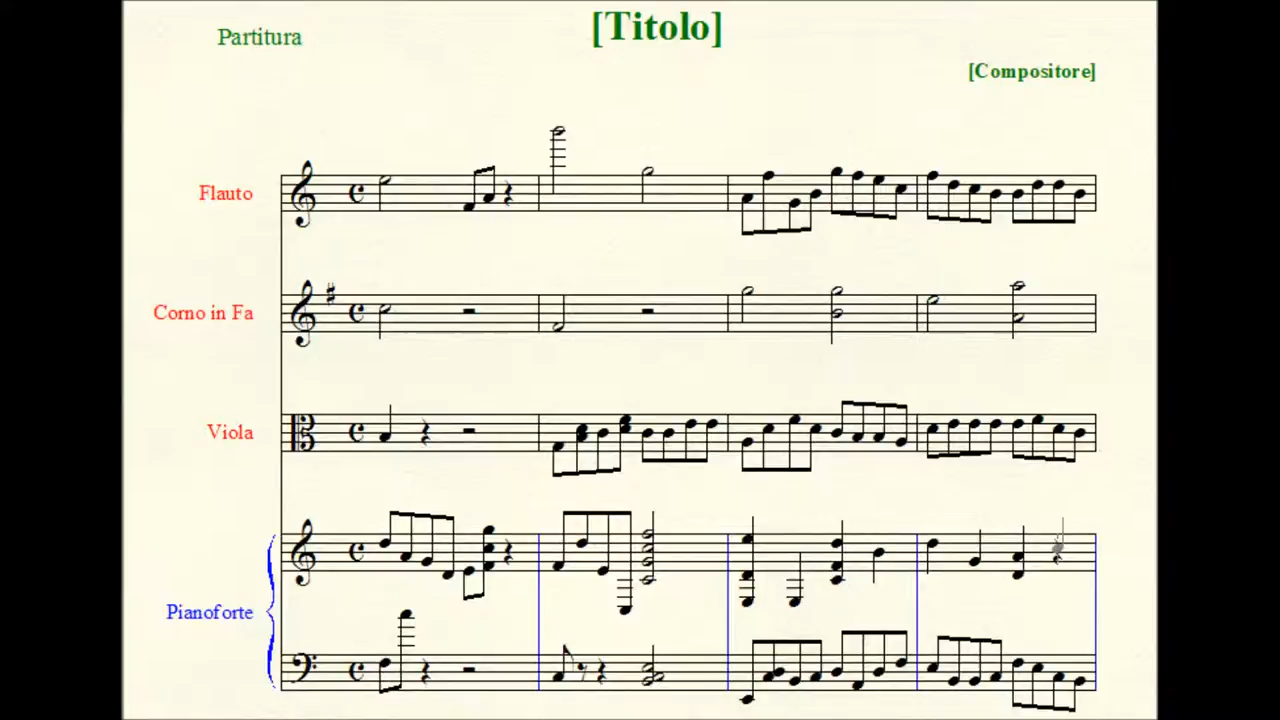 [Titolo]
Partitura
[Compositore]
Flauto
Corno in Fa
Viola
Pianoforte